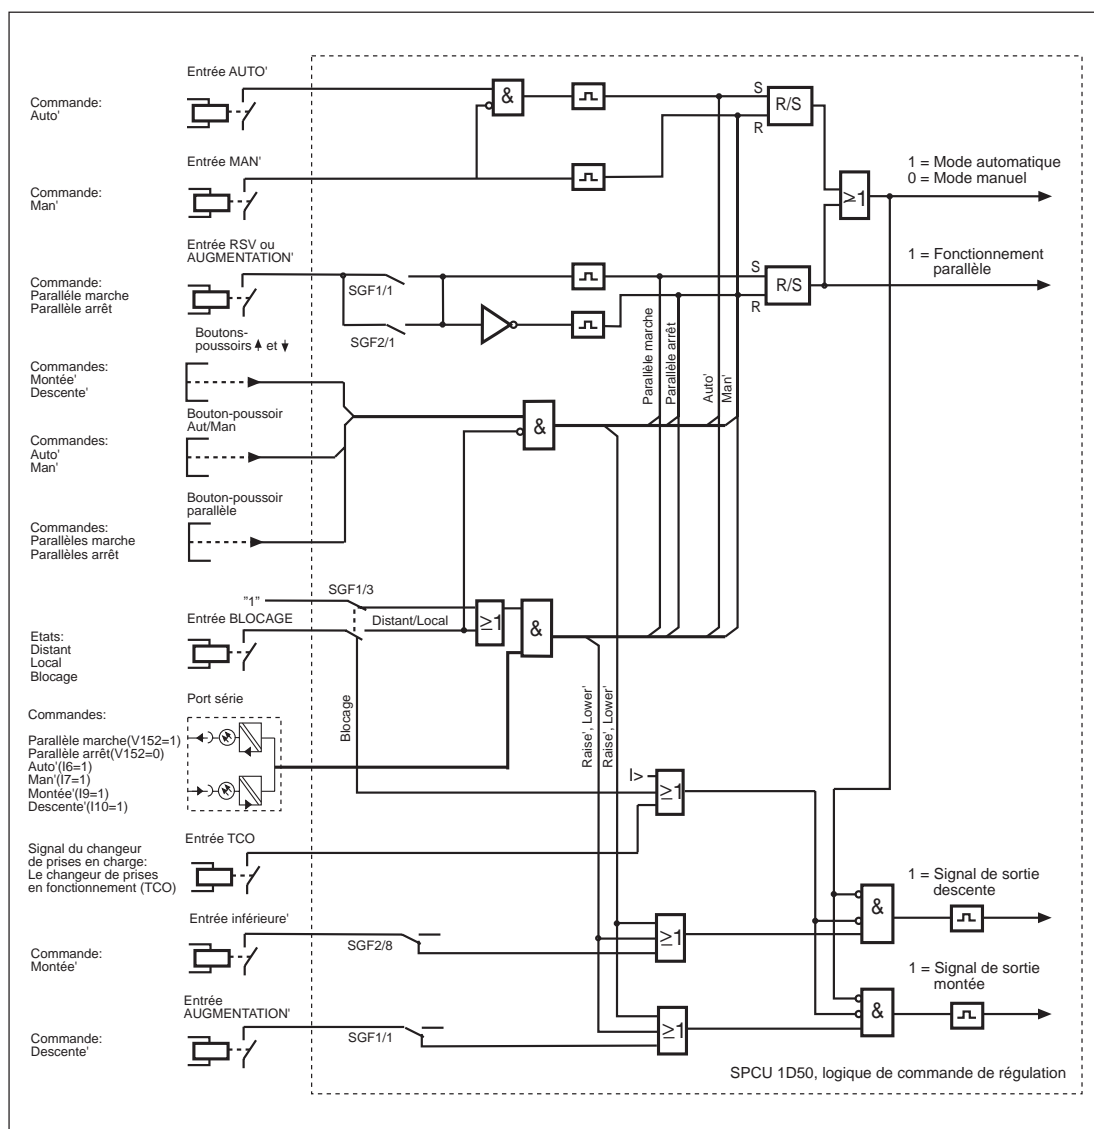 Entrée AUTO'
Commande:
Auto'
&
S
R/S
R
Entrée MAN'
Commande:
Man'
≥1
1 = Mode automatique
0 = Mode manuel
Entrée RSV ou
AUGMENTATION'
Commande:
Paralléle marche
Parallèle arrêt
SGF1/1
SGF2/1
S
R/S
R
1 = Fonctionnement
parallèle
Boutons-
poussoirs et
Commandes:
Montée'
Descente'
Parallèle marche
Parallèle arrêt
Auto'
Man'
Bouton-poussoir
Aut/Man
Commandes:
Auto'
Man'
&
Bouton-poussoir
parallèle
Commandes:
Parallèles marche
Parallèles arrêt
"1"
SGF1/3
Entrée BLOCAGE
Distant/Local
≥1
&
Etats:
Distant
Local
Blocage
Blocage
Raise', Lower'
Raise', Lower'
Port série
Commandes:
Parallèle marche(V152=1)
Parallèle arrêt(V152=0)
Auto'(I6=1)
Man'(I7=1)
Montée'(I9=1)
Descente'(I10=1)
|>
≥1
Signal du changeur
de prises en charge:
Le changeur de prises
en fonctionnement (TCO)
Entrée TCO
1 = Signal de sortie
descente
&
Entrée inférieure'
Commande:
Montée'
SGF2/8
≥1
1 = Signal de sortie
montée
&
Entrée
AUGMENTATION'
Commande:
Descente'
SGF1/1
≥1
SPCU 1D50, logique de commande de régulation